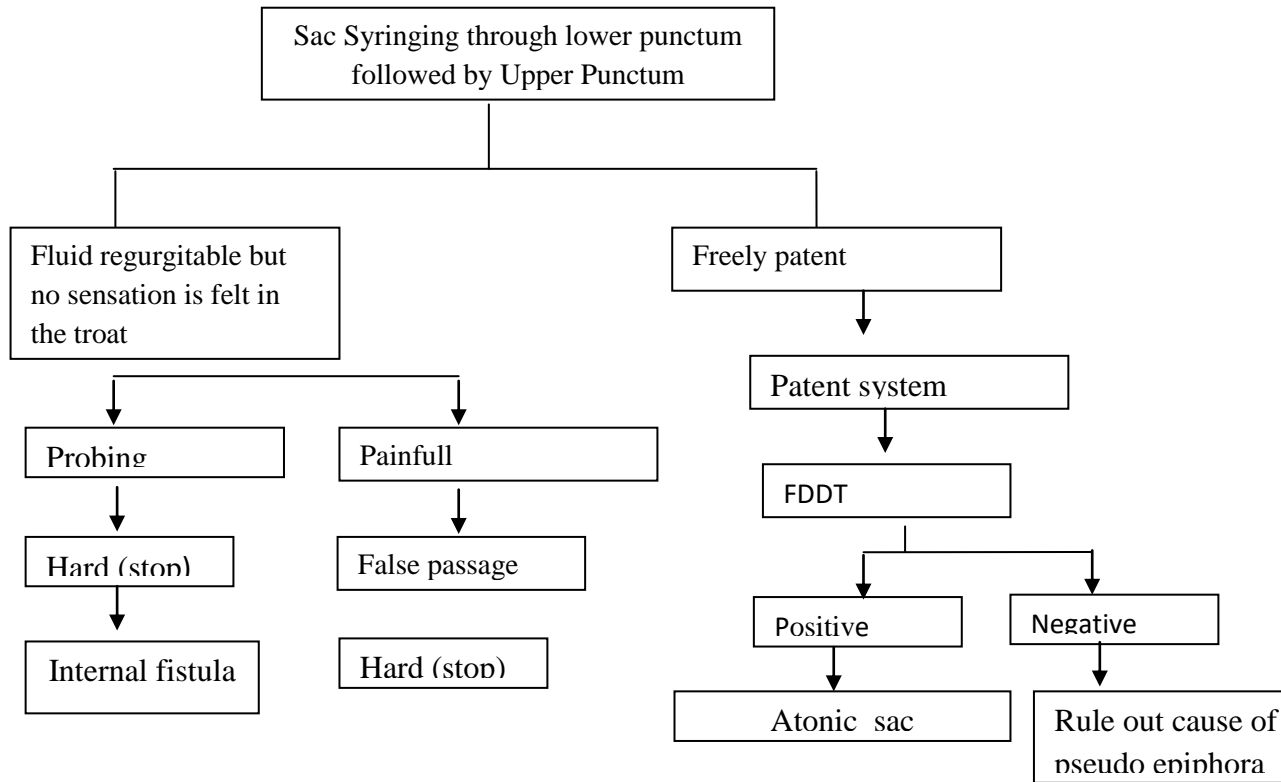 Sac Syringing through lower punctum
followed by Upper Punctum
Fluid regurgitable but
no sensation is felt in
the troat
Freely patent
Patent system
Probing
Painfull
FDDT
Hard (stop)
False passage
Positive
Negative
Internal fistula
Hard (stop)
Atonic sac
Rule out cause of
pseudo epiphora